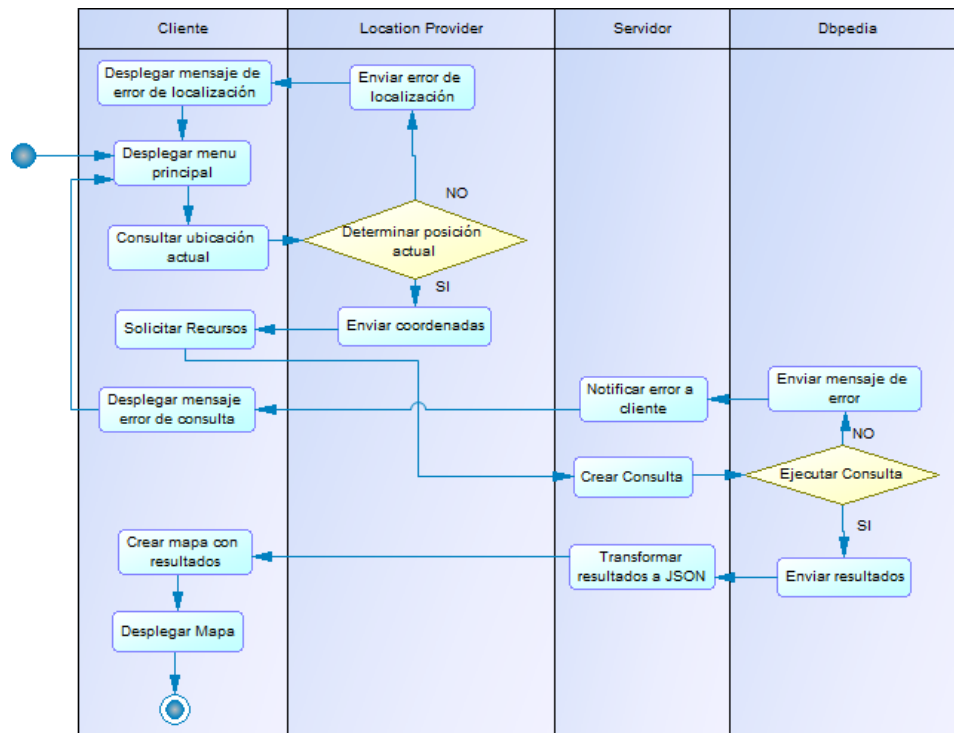 Cliente
Location Provider
Servidor
Dbpedia
Desplegar mensaje de
error de localización
Enviar error de
localización
Desplegar menu
principal
NO
Consultar ubicación
actual
Determinar posición
actual
SI
Solicitar Recursos
Enviar coordenadas
Desplegar mensaje
error de consulta
Notificar error a
cliente
Enviar mensaje de
error
NO
Crear Consulta
Ejecutar Consulta
SI
Crear mapa con
resultados
Transformar
resultados a JSON
Enviar resultados
Desplegar Mapa